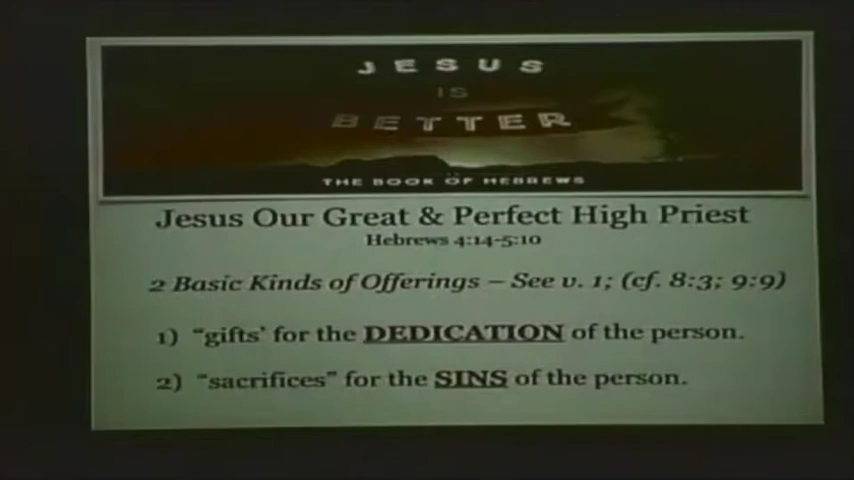 JESUS
IS
BETTER
THE BOOK OF HEBREWS
Jesus Our Great & Perfect High Priest
Hebrews 4:14-5:10
2 Basic Kinds of Offerings – See v. 1; (cf. 8:3; 9:9)
1) “gifts’ for the DEDICATION of the person.
2) “sacrifices” for the SINS of the person.